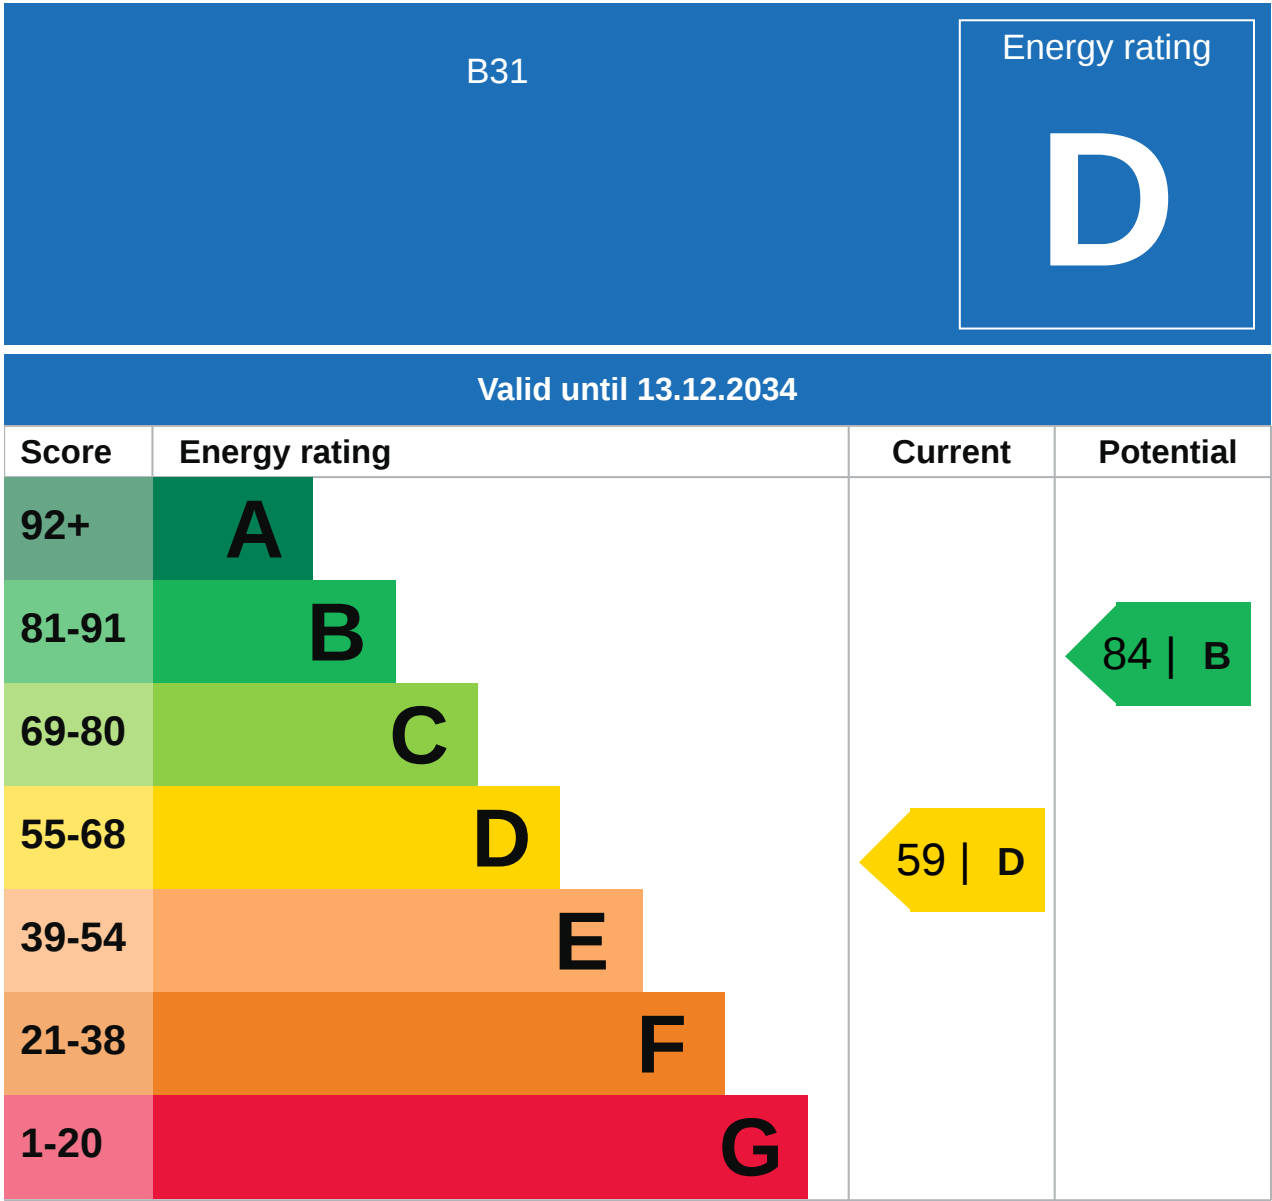 B31
Energy rating
D
Valid until 13.12.2034
Score Energy rating Current Potential
92+ A
81-91 B
84 | B
69-80 C
55-68 D
59 | D
39-54 E
21-38 F
1-20 G